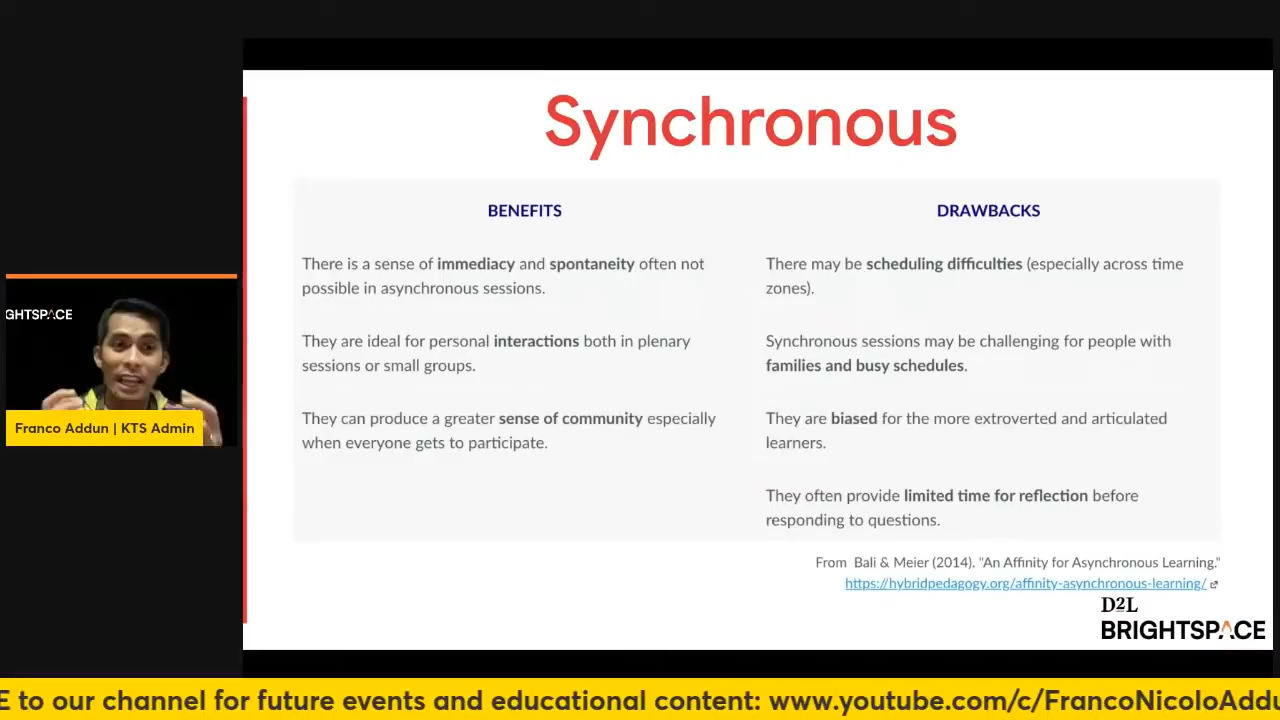 Synchronous
BENEFITS
There is a sense of immediacy and spontaneity often not
possible in asynchronous sessions.
They are ideal for personal interactions both in plenary
sessions or small groups.
They can produce a greater sense of community especially
when everyone gets to participate.
DRAWBACKS
There may be scheduling difficulties (especially across time
zones).
Synchronous sessions may be challenging for people with
families and busy schedules.
They are biased for the more extroverted and articulated
learners.
They often provide limited time for reflection before
responding to questions.
From Bali & Meier (2014). "An Affinity for Asynchronous Learning."
https://hybridpedagogy.org/affinity-asynchronous-learning/
D2L
BRIGHTSPACE
GHTSPACE
Franco Addun | KTS Admin
E to our channel for future events and educational content: www.youtube.com/c/FrancoNicoloAddu